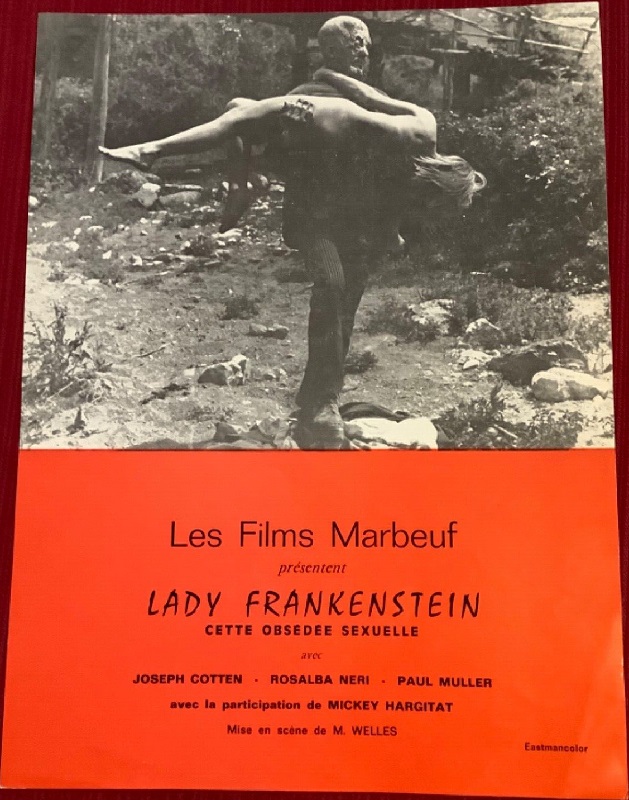 Les Films Marbeuf
présentent
LADY FRANKENSTEIN
CETTE OBSÉDÉE SEXUELLE
avec
JOSEPH COTTEN - ROSALBA NERI - PAUL MULLER
avec la participation de MICKEY HARGITAT
Mise en scène de M. WELLES
Eastmancolor